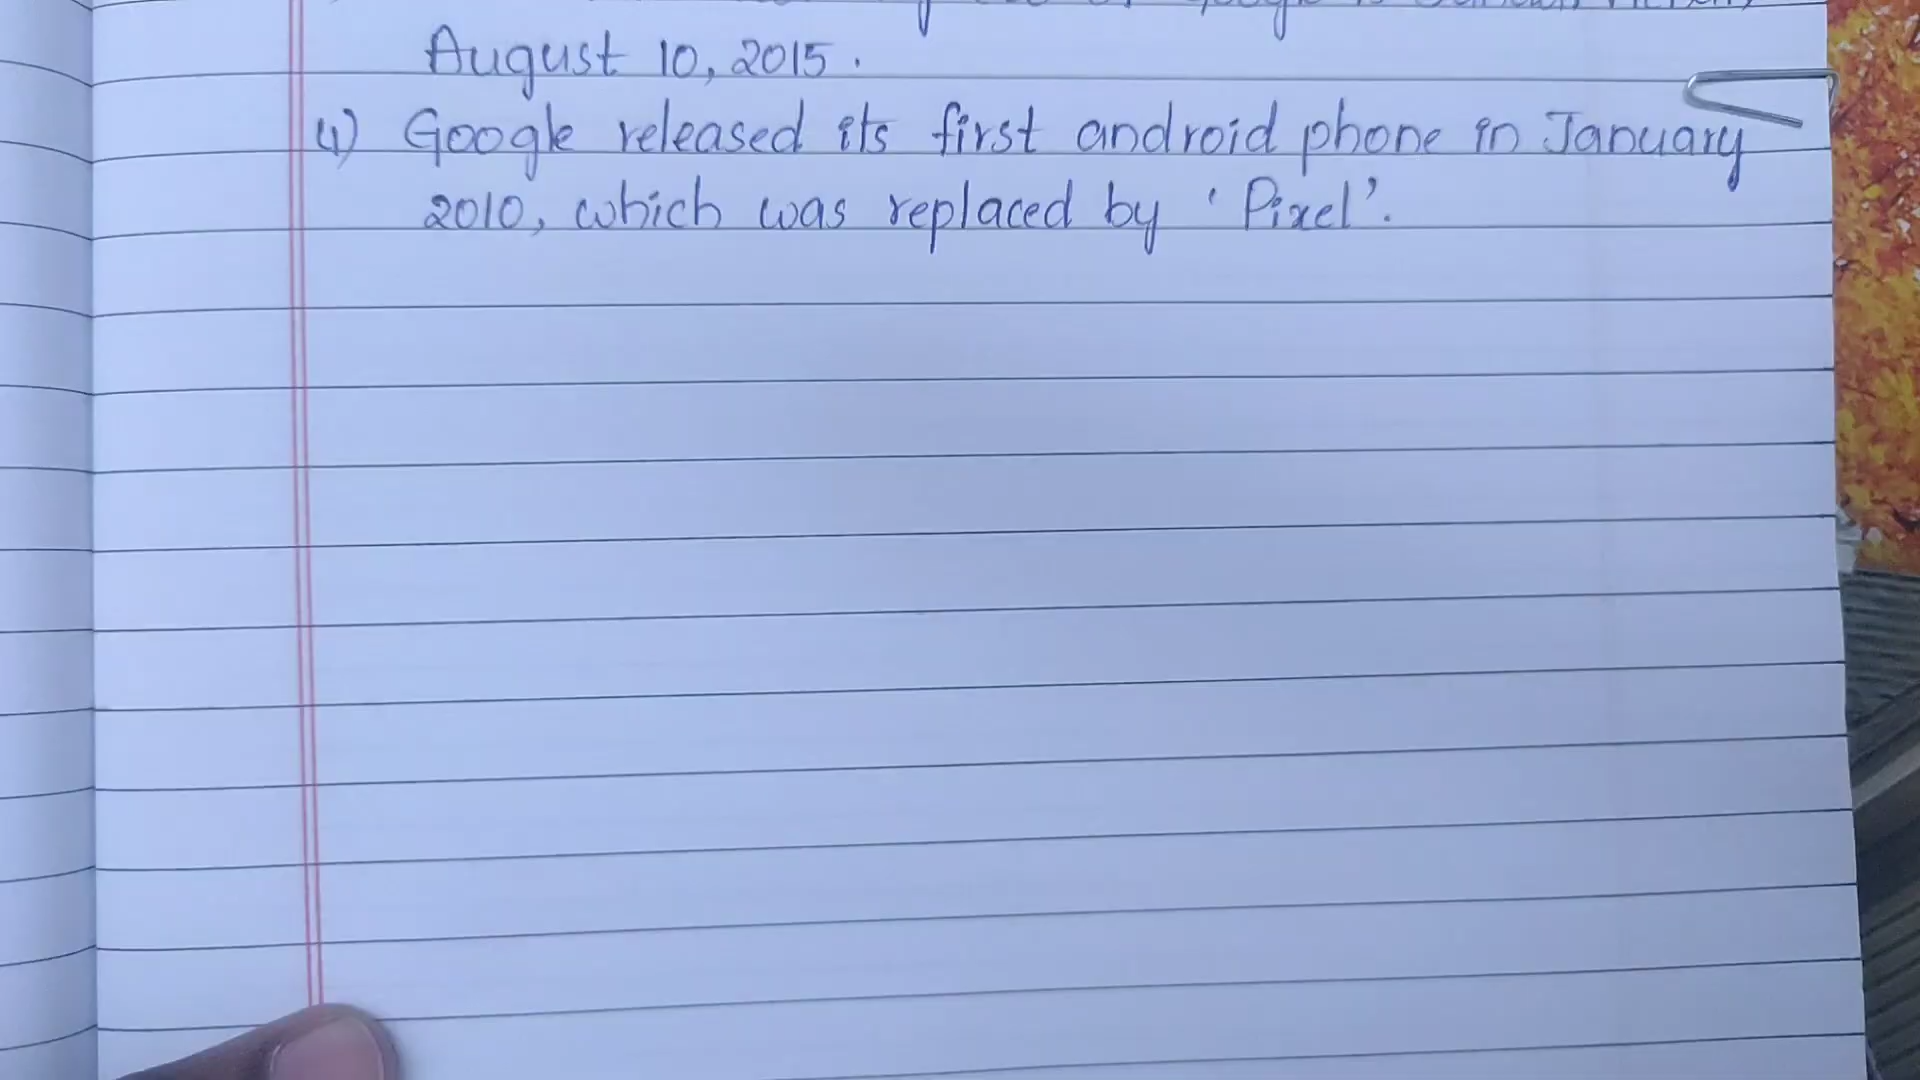 August 10, 2015.
4) Google released its first android phone in January
2010, which was replaced by 'Pixel'.